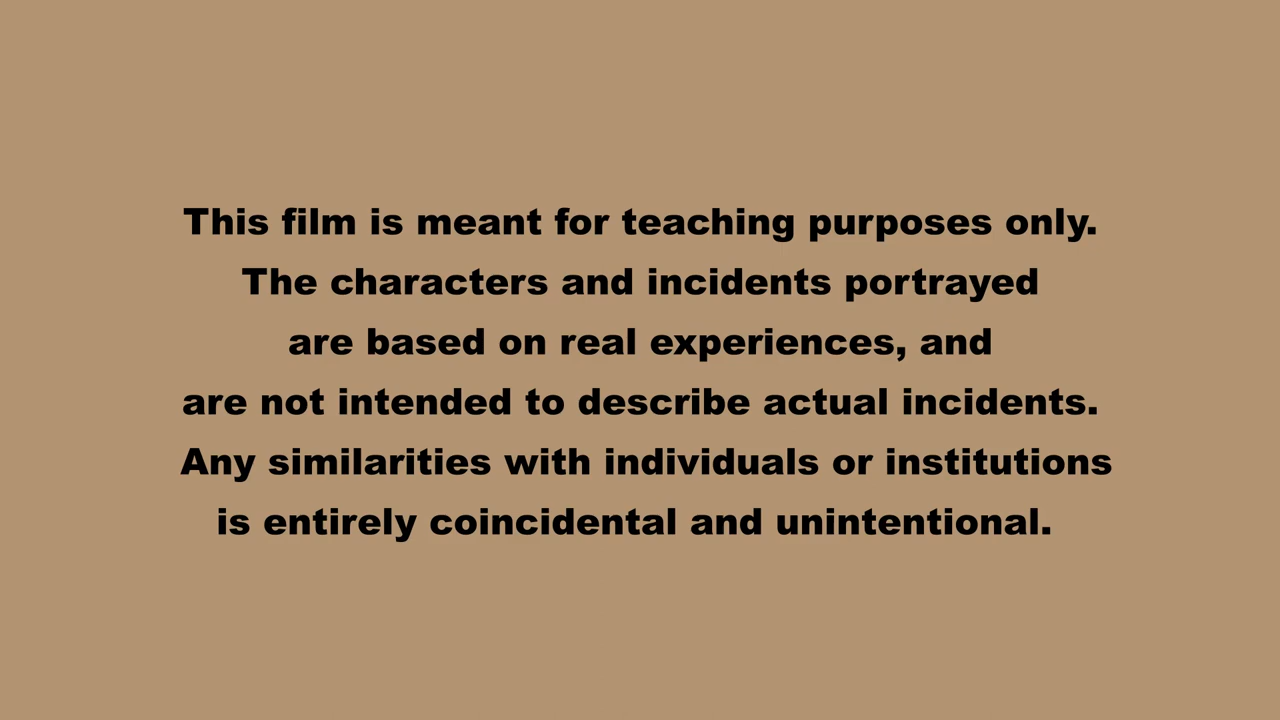 This film is meant for teaching purposes only.
The characters and incidents portrayed
are based on real experiences, and
are not intended to describe actual incidents.
Any similarities with individuals or institutions
is entirely coincidental and unintentional.